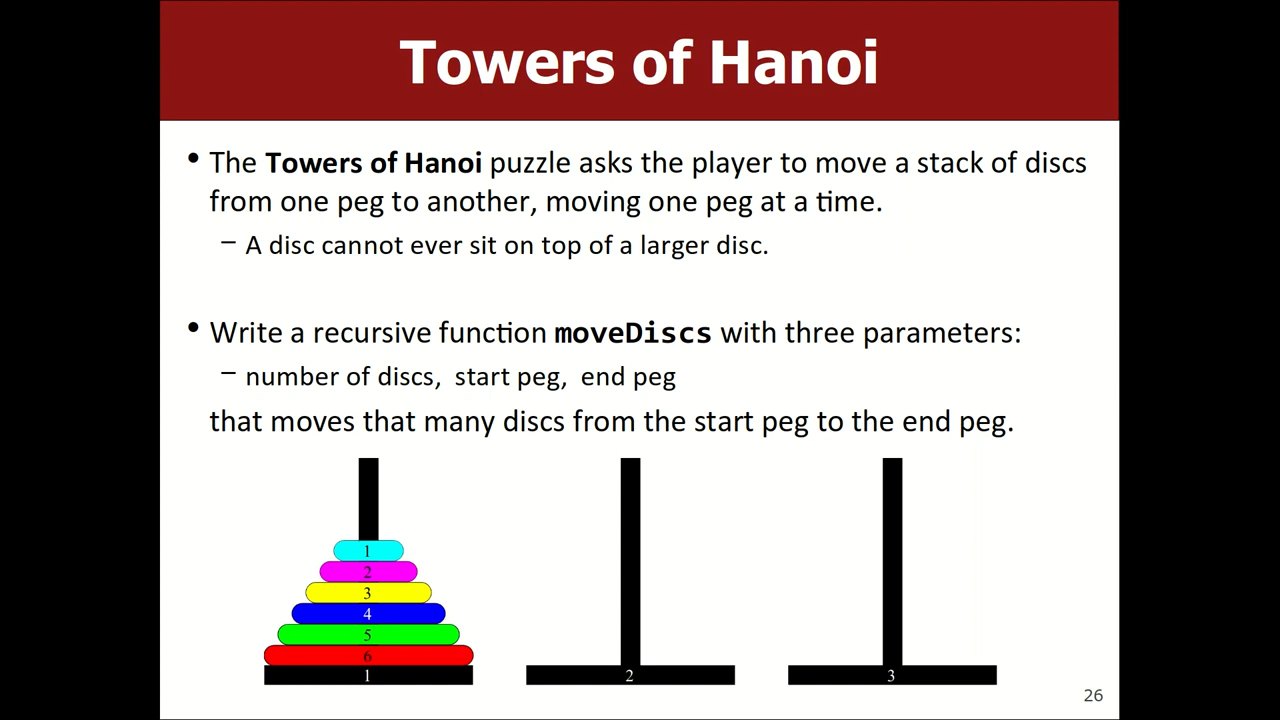 Towers of Hanoi
• The Towers of Hanoi puzzle asks the player to move a stack of discs
from one peg to another, moving one peg at a time.
– A disc cannot ever sit on top of a larger disc.
• Write a recursive function moveDiscs with three parameters:
– number of discs, start peg, end peg
that moves that many discs from the start peg to the end peg.
1
2
3
4
5
6
1 2 3
26